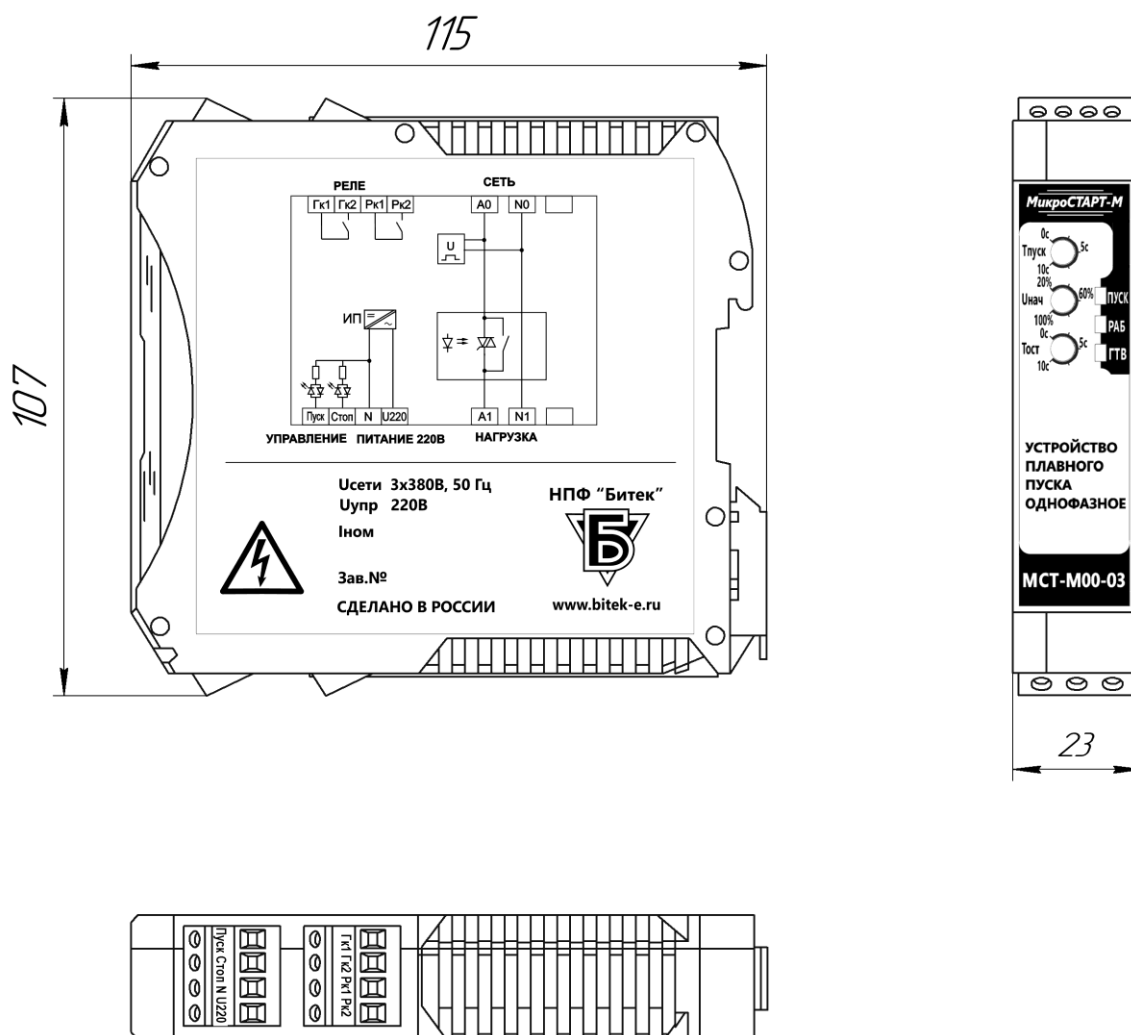 115
107
РЕЛЕ
СЕТЬ
Гк1 Гк2 Рк1 Рк2
A0 N0
U
ИП
Пуск Стоп N U220
A1 N1
УПРАВЛЕНИЕ ПИТАНИЕ 220В
НАГРУЗКА
Uсети 3х380В, 50 Гц
Uупр 220В
Iном
Зав.№
СДЕЛАНО В РОССИИ
НПФ “Битек”
Б
www.bitek-e.ru
МикроСТАРТ-М
0с
Тпуск 5с
10с
20%
Uнач 60% ПУСК
100%
РАБ
0с
Тост 5с
ГТВ
10с
УСТРОЙСТВО
ПЛАВНОГО
ПУСКА
ОДНОФАЗНОЕ
МСТ-М00-03
23
Пуск Стоп N U220
Гк1 Гк2 Рк1 Рк2